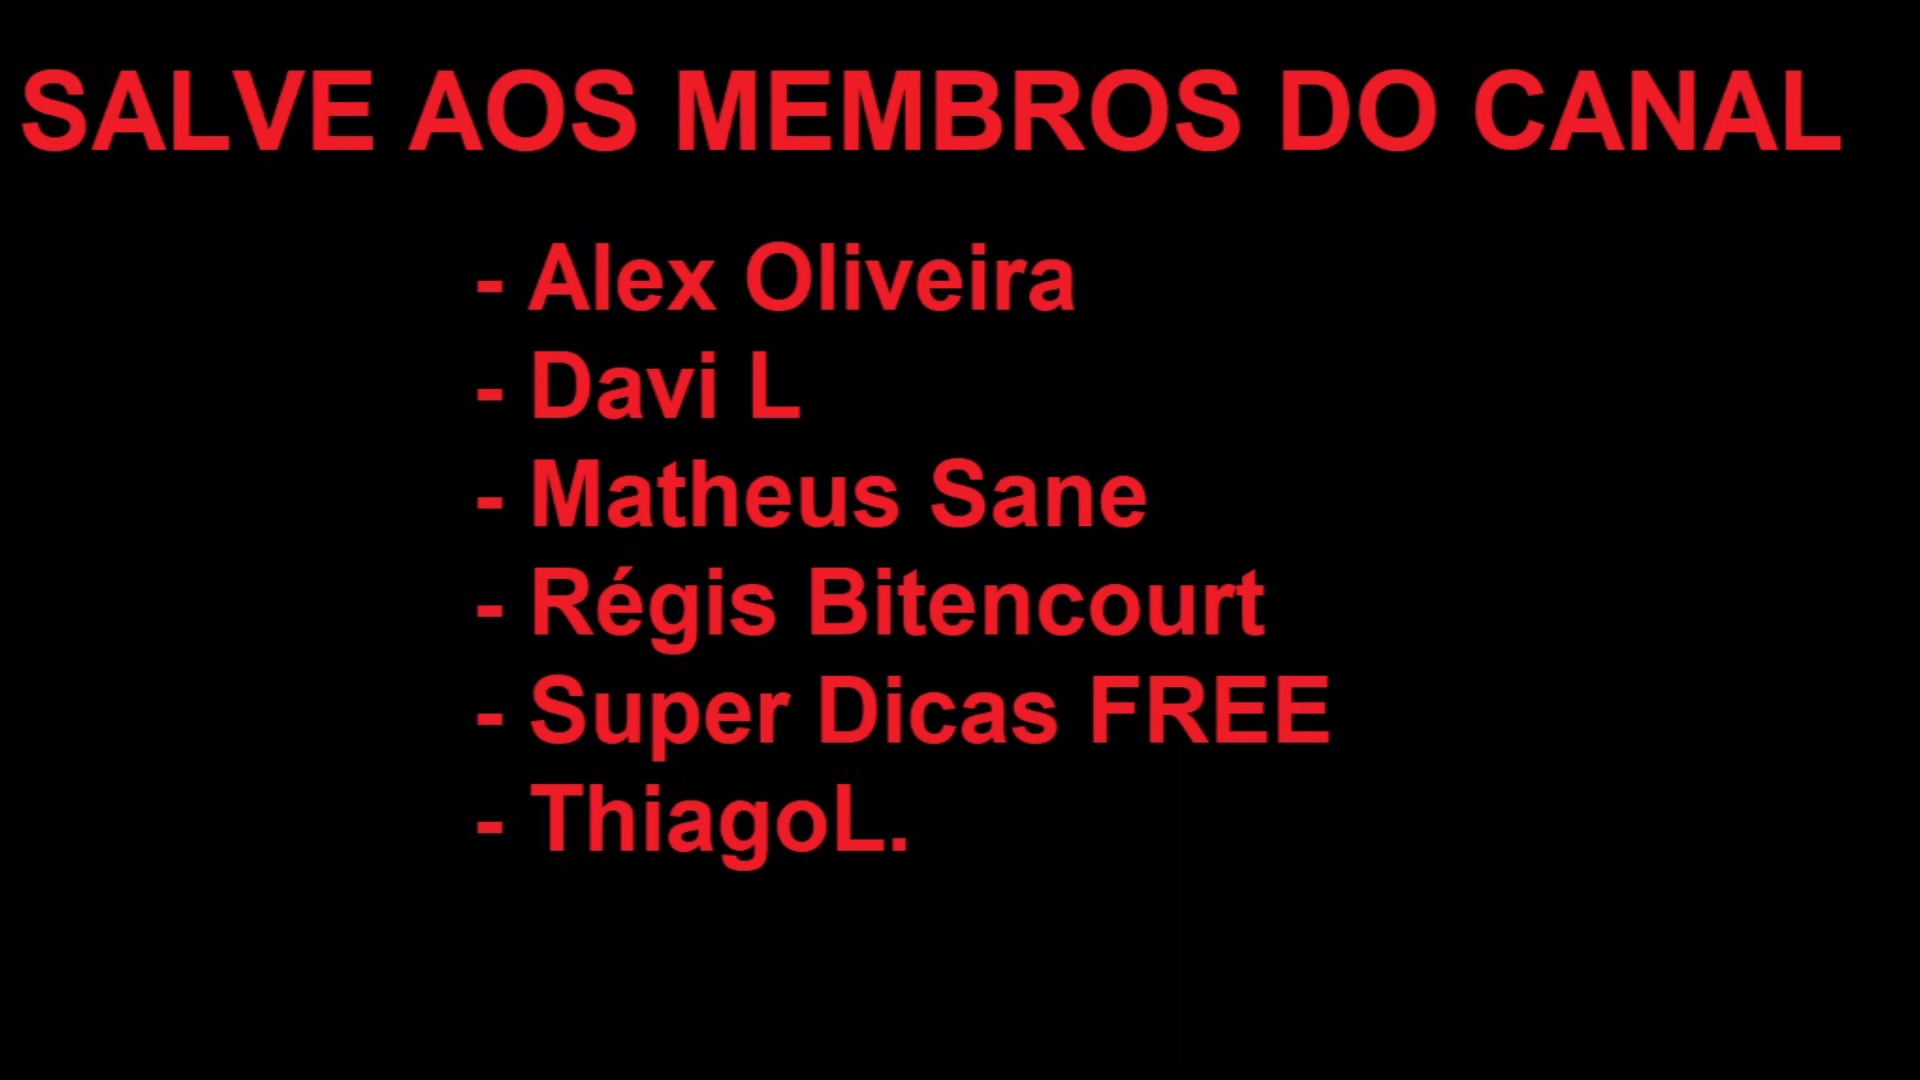 SALVE AOS MEMBROS DO CANAL
- Alex Oliveira
- Davi L
- Matheus Sane
- Régis Bitencourt
- Super Dicas FREE
- ThiagoL.